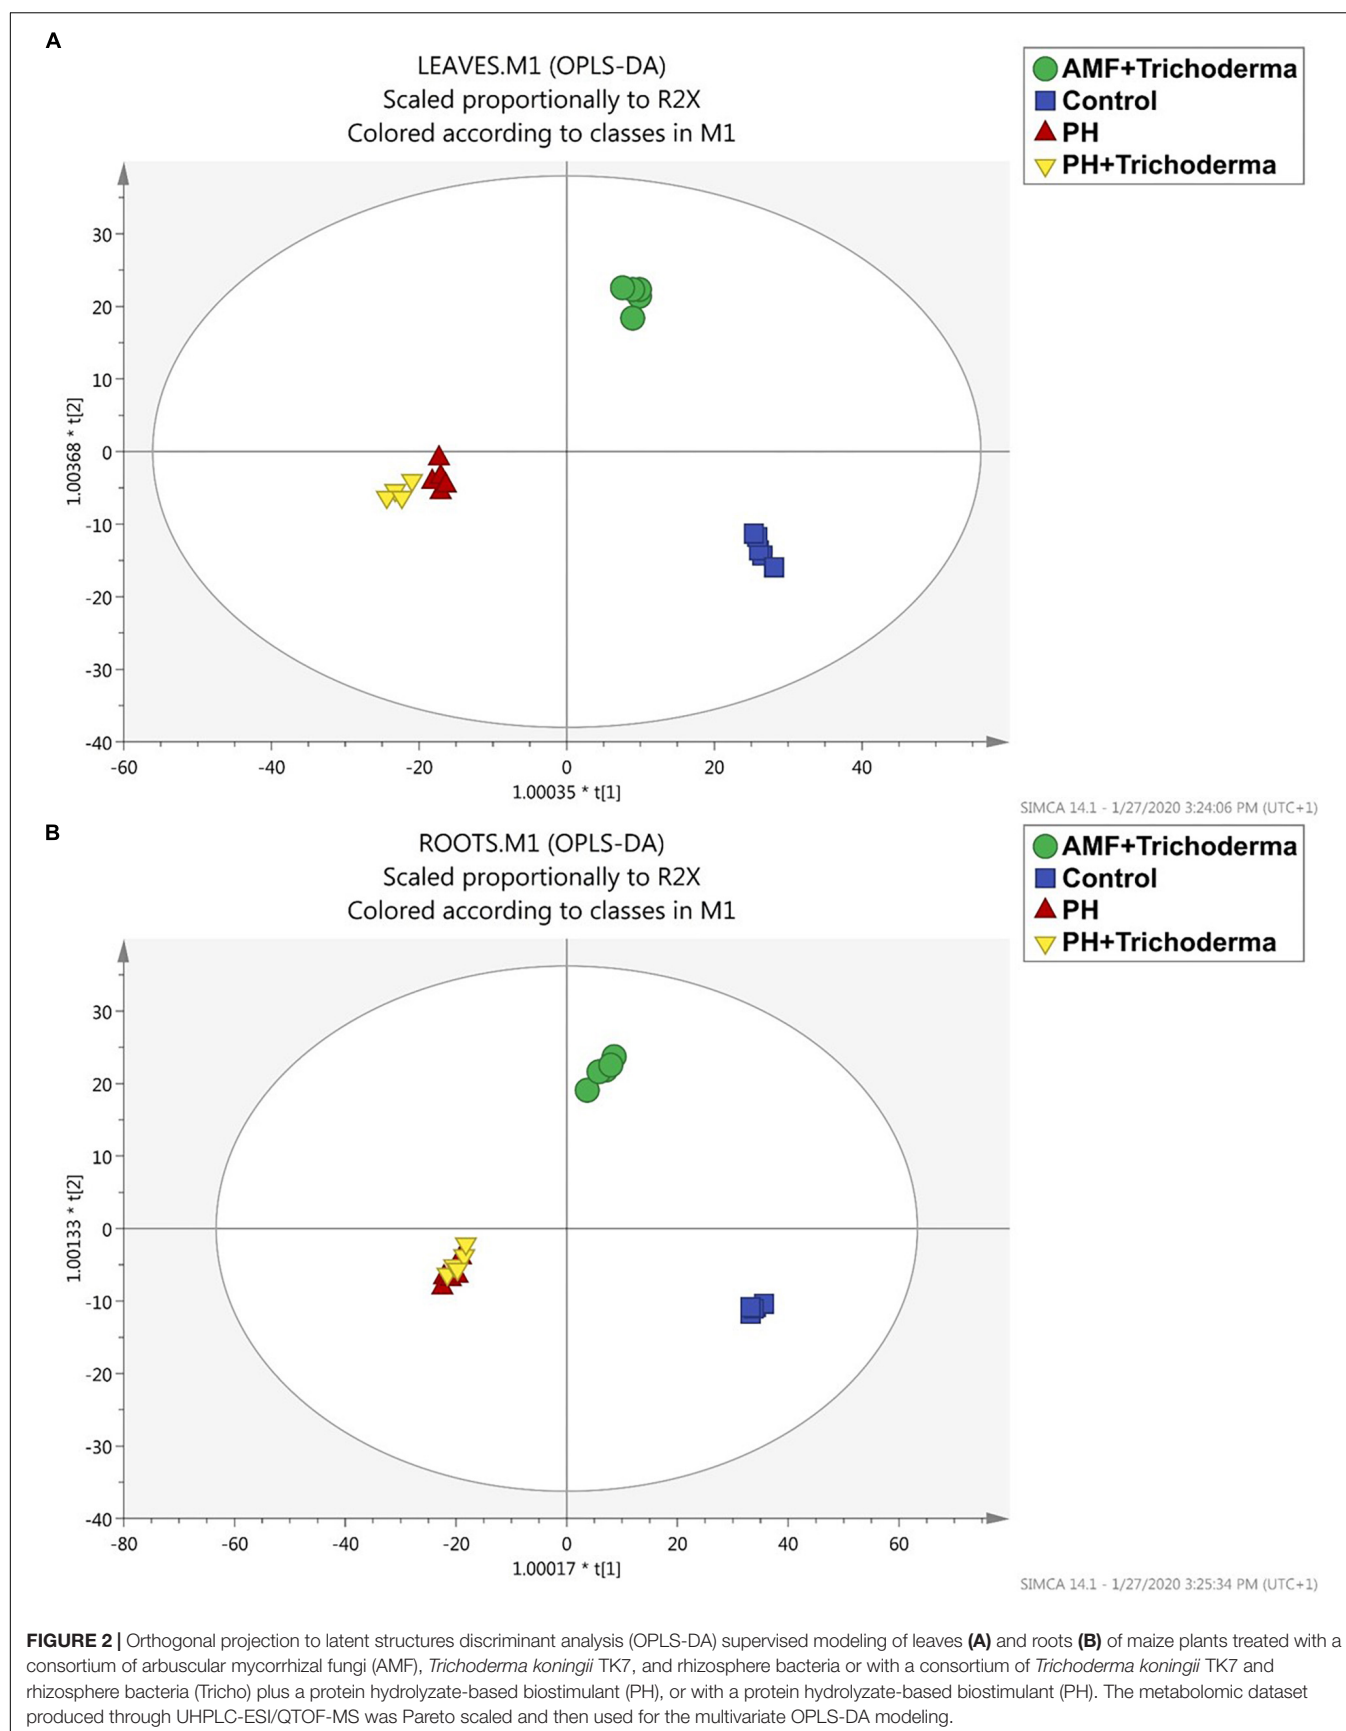 A
LEAVES.M1 (OPLS-DA)
Scaled proportionally to R2X
Colored according to classes in M1
AMF+Trichoderma
Control
PH
PH+Trichoderma
30
20
10
0
-10
-20
-30
-40
1.00368 * t[2]
-60 -40 -20 0 20 40
1.00035 * t[1]
SIMCA 14.1 - 1/27/2020 3:24:06 PM (UTC+1)
B
ROOTS.M1 (OPLS-DA)
Scaled proportionally to R2X
Colored according to classes in M1
AMF+Trichoderma
Control
PH
PH+Trichoderma
30
20
10
0
-10
-20
-30
-40
1.00133 * t[2]
-80 -60 -40 -20 0 20 40 60
1.00017 * t[1]
SIMCA 14.1 - 1/27/2020 3:25:34 PM (UTC+1)
FIGURE 2 | Orthogonal projection to latent structures discriminant analysis (OPLS-DA) supervised modeling of leaves (A) and roots (B) of maize plants treated with a
consortium of arbuscular mycorrhizal fungi (AMF), Trichoderma koningii TK7, and rhizosphere bacteria or with a consortium of Trichoderma koningii TK7 and
rhizosphere bacteria (Tricho) plus a protein hydrolyzate-based biostimulant (PH), or with a protein hydrolyzate-based biostimulant (PH). The metabolomic dataset
produced through UHPLC-ESI/QTOF-MS was Pareto scaled and then used for the multivariate OPLS-DA modeling.